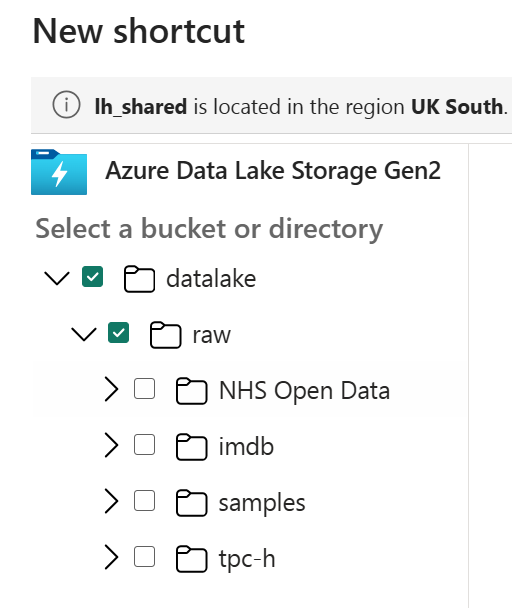 New shortcut
lh_shared is located in the region UK South.
Azure Data Lake Storage Gen2
Select a bucket or directory
datalake
raw
NHS Open Data
imdb
samples
tpc-h